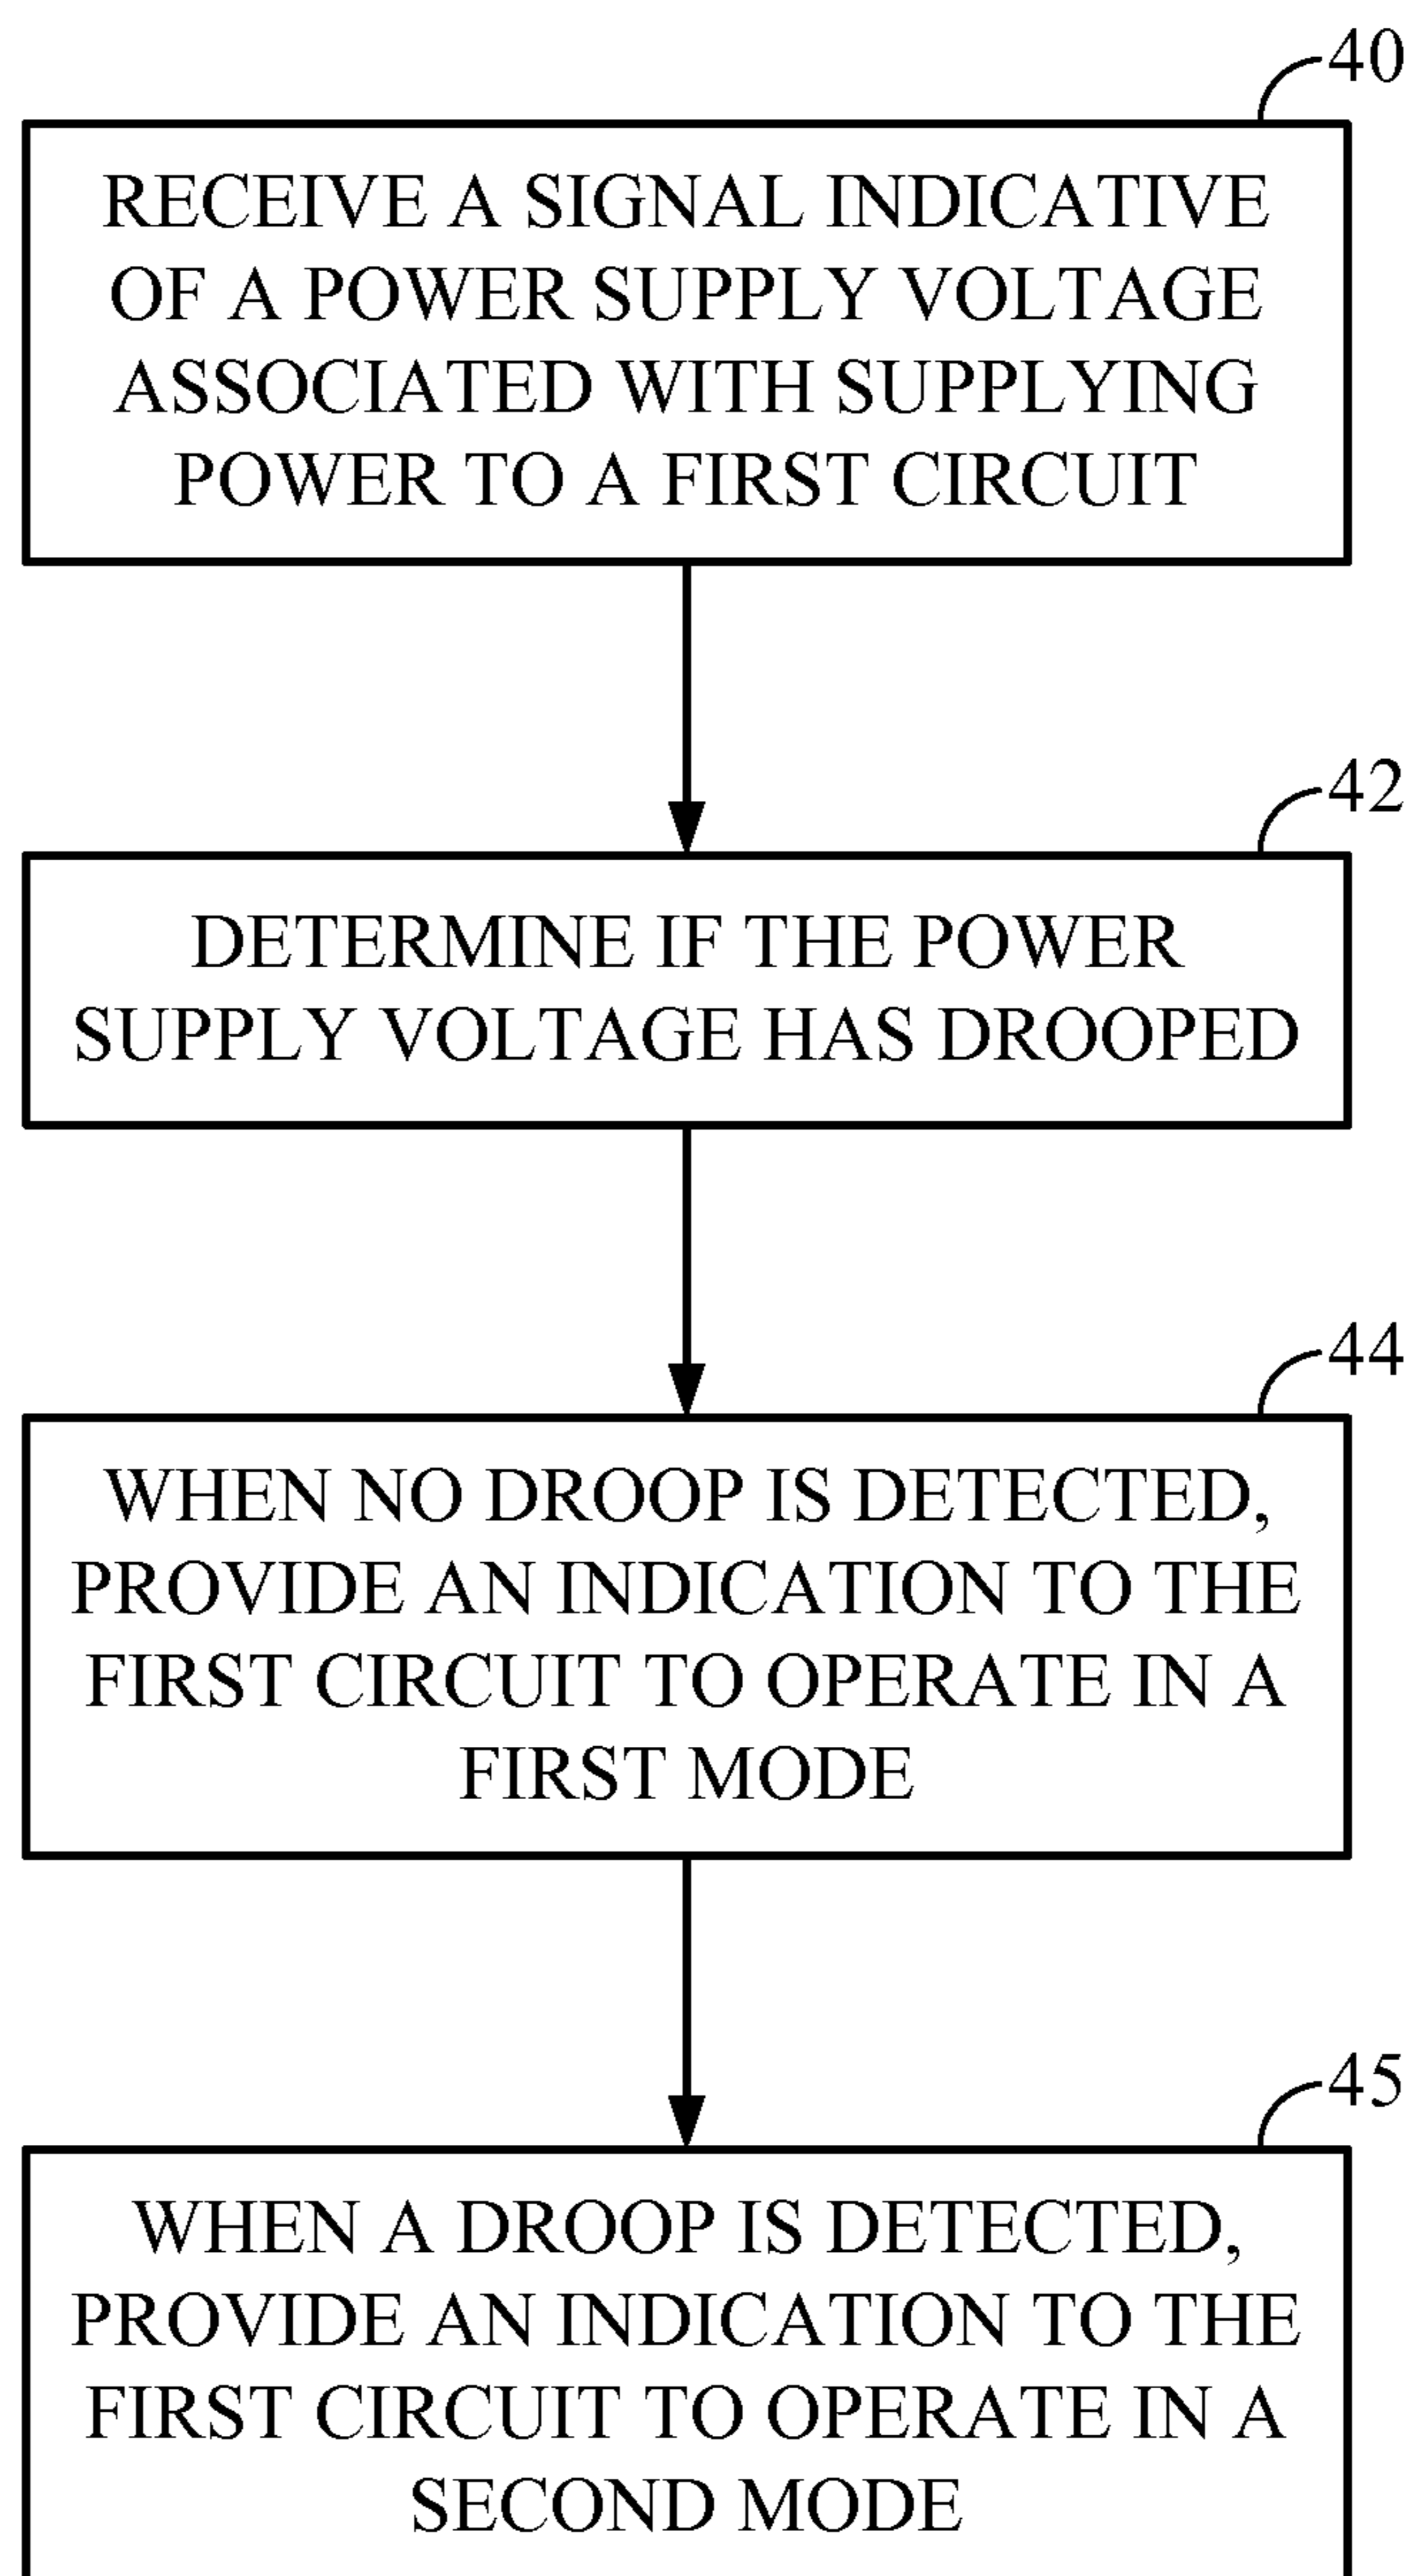 40
RECEIVE A SIGNAL INDICATIVE
OF A POWER SUPPLY VOLTAGE
ASSOCIATED WITH SUPPLYING
POWER TO A FIRST CIRCUIT
42
DETERMINE IF THE POWER
SUPPLY VOLTAGE HAS DROOPED
44
WHEN NO DROOP IS DETECTED,
PROVIDE AN INDICATION TO THE
FIRST CIRCUIT TO OPERATE IN A
FIRST MODE
45
WHEN A DROOP IS DETECTED,
PROVIDE AN INDICATION TO THE
FIRST CIRCUIT TO OPERATE IN A
SECOND MODE